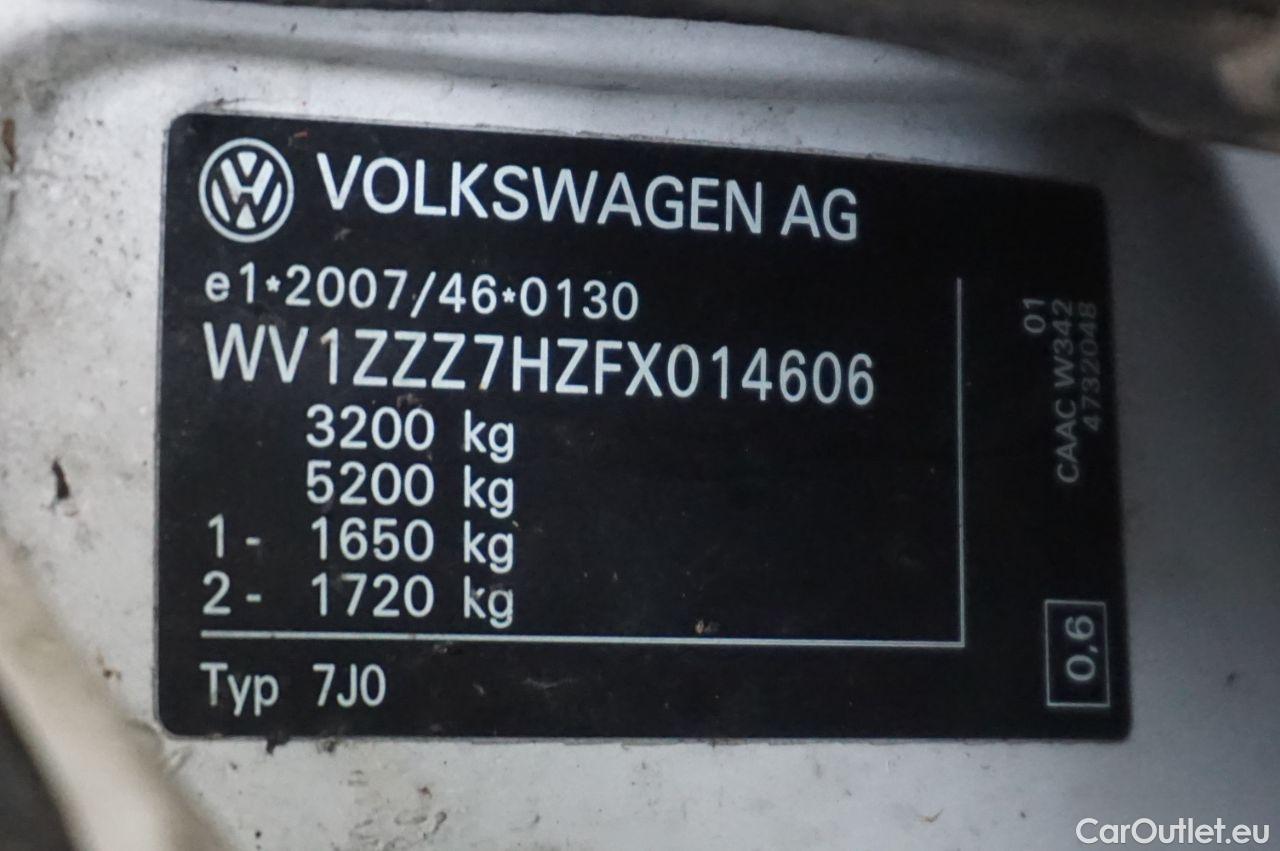 VOLKSWAGEN AG
e1*2007/46*0130
WV1ZZZ7HZFX014606
3200 kg
5200 kg
1- 1650 kg
2- 1720 kg
Typ 7J0
01
CAAC W342
4732048
0,6
CarOutlet.eu